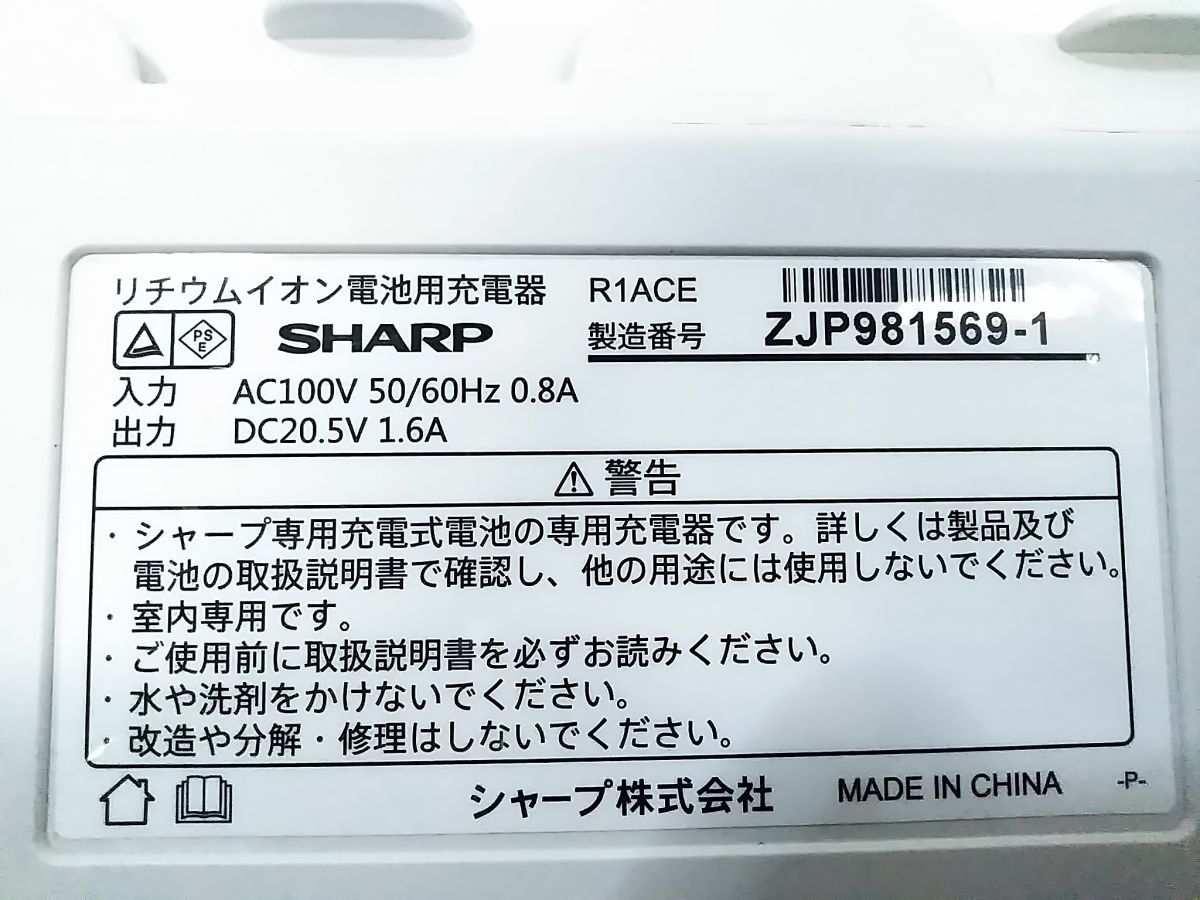 リチウムイオン電池用充電器 R1ACE
PSE SHARP 製造番号 ZJP981569-1
入力 AC100V 50/60Hz 0.8A
出力 DC20.5V 1.6A
⚠警告
・シャープ専用充電式電池の専用充電器です。詳しくは製品及び
電池の取扱説明書で確認し、他の用途には使用しないでください。
・室内専用です。
・ご使用前に取扱説明書を必ずお読みください。
・水や洗剤をかけないでください。
・改造や分解・修理はしないでください。
シャープ株式会社 MADE IN CHINA -P-